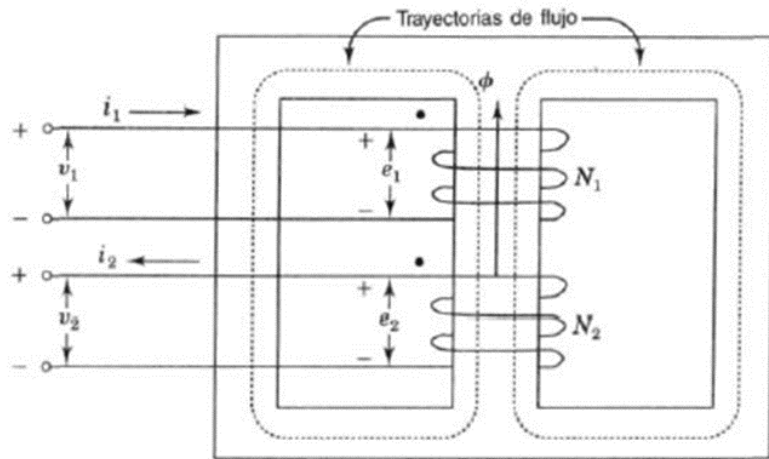 Trayectorias de flujo
ϕ
i₁
+
+
v₁
e₁
N₁
−
−
i₂
+
+
v₂
e₂
N₂
−
−